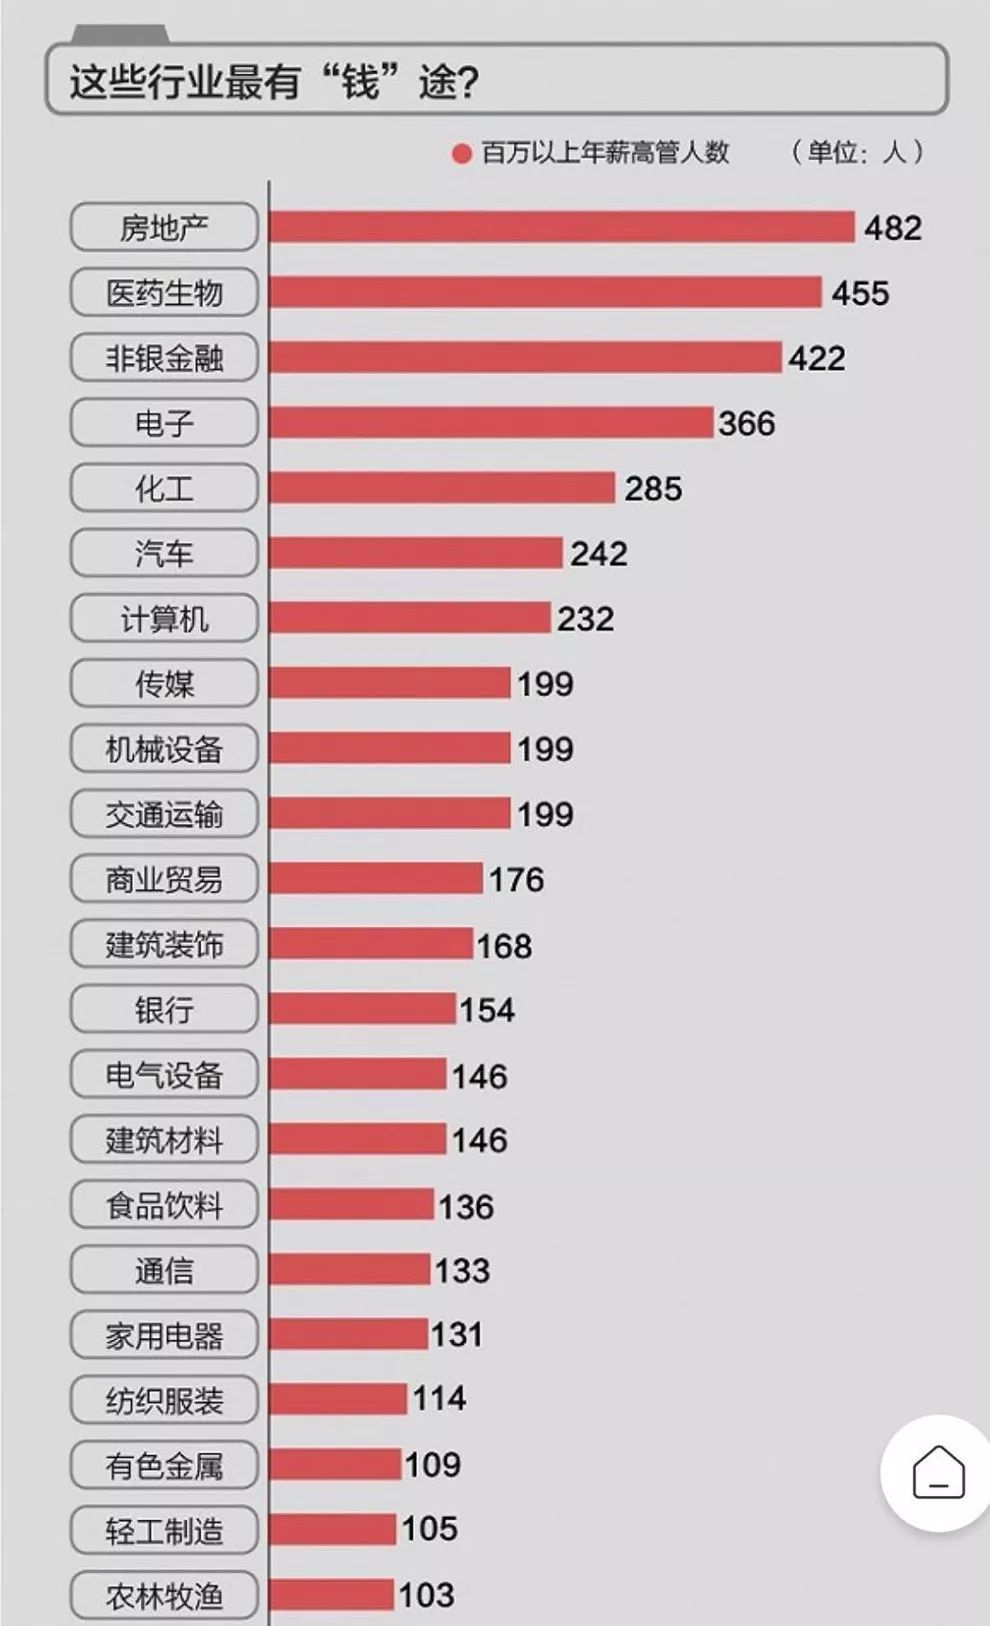 这些行业最有“钱”途?
百万以上年薪高管人数 （单位：人）
房地产 482
医药生物 455
非银金融 422
电子 366
化工 285
汽车 242
计算机 232
传媒 199
机械设备 199
交通运输 199
商业贸易 176
建筑装饰 168
银行 154
电气设备 146
建筑材料 146
食品饮料 136
通信 133
家用电器 131
纺织服装 114
有色金属 109
轻工制造 105
农林牧渔 103